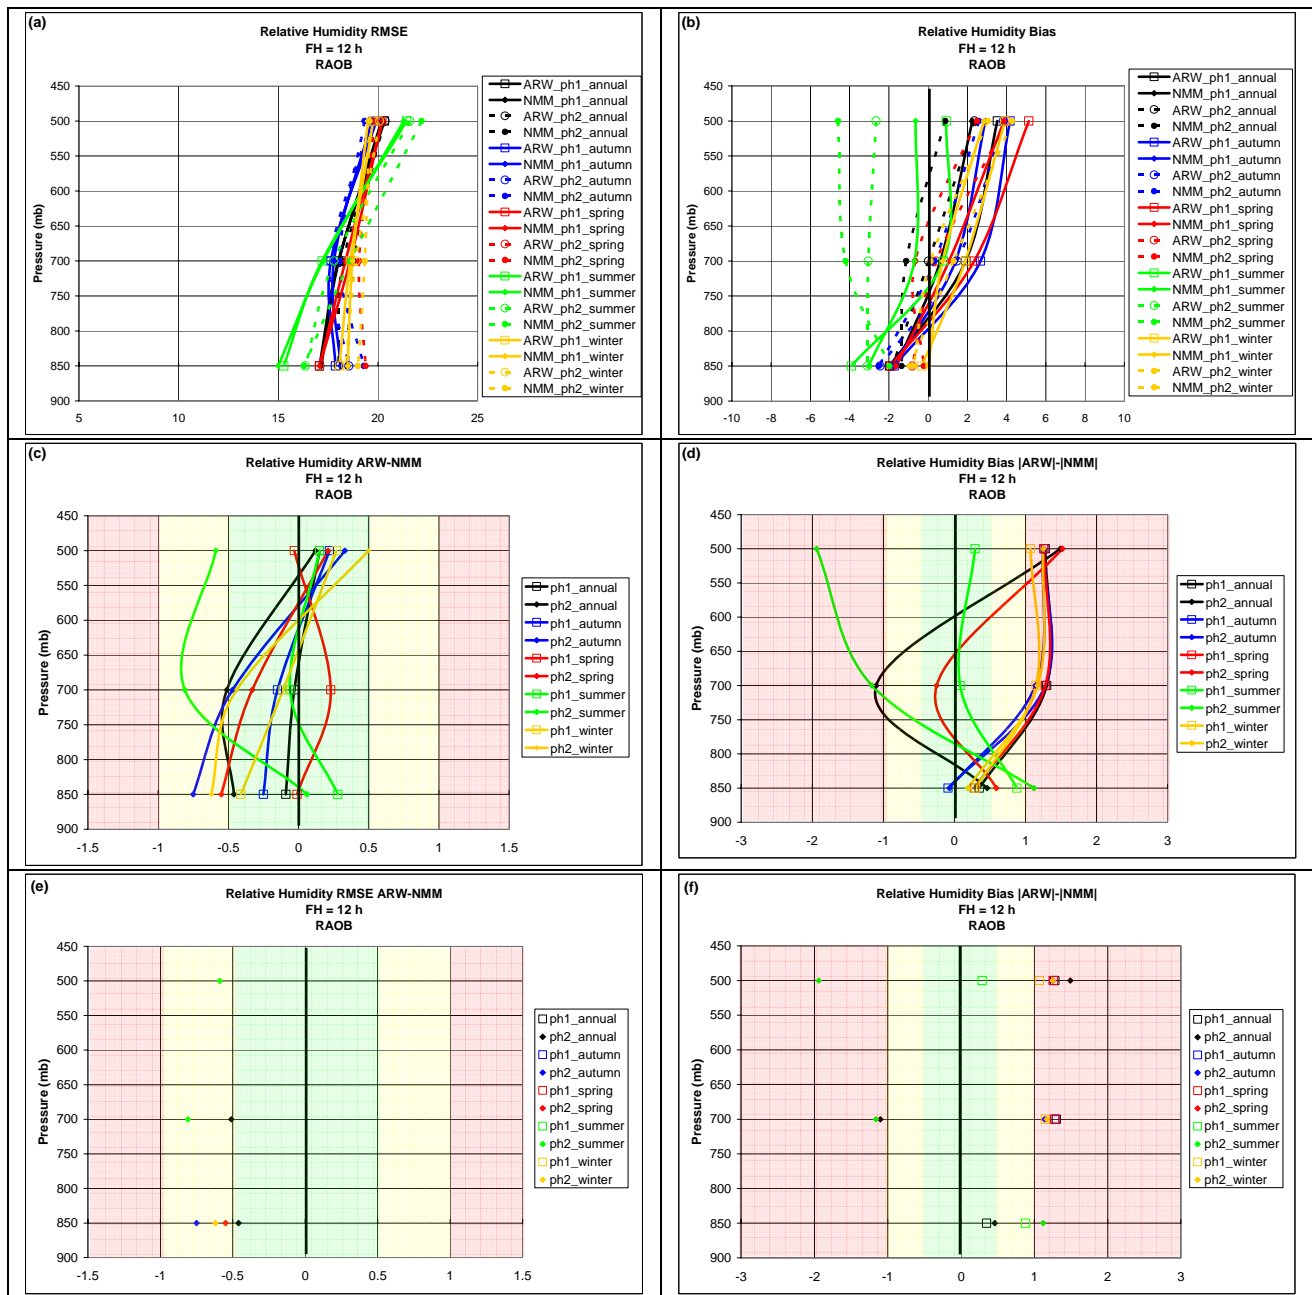 (a)
Relative Humidity RMSE
FH = 12 h
RAOB
450
500
550
600
650
700
750
800
850
900
Pressure (mb)
5
10
15
20
25
ARW_ph1_annual
NMM_ph1_annual
ARW_ph2_annual
NMM_ph2_annual
ARW_ph1_autumn
NMM_ph1_autumn
ARW_ph2_autumn
NMM_ph2_autumn
ARW_ph1_spring
NMM_ph1_spring
ARW_ph2_spring
NMM_ph2_spring
ARW_ph1_summer
NMM_ph1_summer
ARW_ph2_summer
NMM_ph2_summer
ARW_ph1_winter
NMM_ph1_winter
ARW_ph2_winter
NMM_ph2_winter
(b)
Relative Humidity Bias
FH = 12 h
RAOB
450
500
550
600
650
700
750
800
850
900
Pressure (mb)
-10
-8
-6
-4
-2
0
2
4
6
8
10
ARW_ph1_annual
NMM_ph1_annual
ARW_ph2_annual
NMM_ph2_annual
ARW_ph1_autumn
NMM_ph1_autumn
ARW_ph2_autumn
NMM_ph2_autumn
ARW_ph1_spring
NMM_ph1_spring
ARW_ph2_spring
NMM_ph2_spring
ARW_ph1_summer
NMM_ph1_summer
ARW_ph2_summer
NMM_ph2_summer
ARW_ph1_winter
NMM_ph1_winter
ARW_ph2_winter
NMM_ph2_winter
(c)
Relative Humidity ARW-NMM
FH = 12 h
RAOB
450
500
550
600
650
700
750
800
850
900
Pressure (mb)
-1.5
-1
-0.5
0
0.5
1
1.5
ph1_annual
ph2_annual
ph1_autumn
ph2_autumn
ph1_spring
ph2_spring
ph1_summer
ph2_summer
ph1_winter
ph2_winter
(d)
Relative Humidity Bias |ARW|-|NMM|
FH = 12 h
RAOB
450
500
550
600
650
700
750
800
850
900
Pressure (mb)
-3
-2
-1
0
1
2
3
ph1_annual
ph2_annual
ph1_autumn
ph2_autumn
ph1_spring
ph2_spring
ph1_summer
ph2_summer
ph1_winter
ph2_winter
(e)
Relative Humidity RMSE ARW-NMM
FH = 12 h
RAOB
450
500
550
600
650
700
750
800
850
900
Pressure (mb)
-1.5
-1
-0.5
0
0.5
1
1.5
ph1_annual
ph2_annual
ph1_autumn
ph2_autumn
ph1_spring
ph2_spring
ph1_summer
ph2_summer
ph1_winter
ph2_winter
(f)
Relative Humidity Bias |ARW|-|NMM|
FH = 12 h
RAOB
450
500
550
600
650
700
750
800
850
900
Pressure (mb)
-3
-2
-1
0
1
2
3
ph1_annual
ph2_annual
ph1_autumn
ph2_autumn
ph1_spring
ph2_spring
ph1_summer
ph2_summer
ph1_winter
ph2_winter